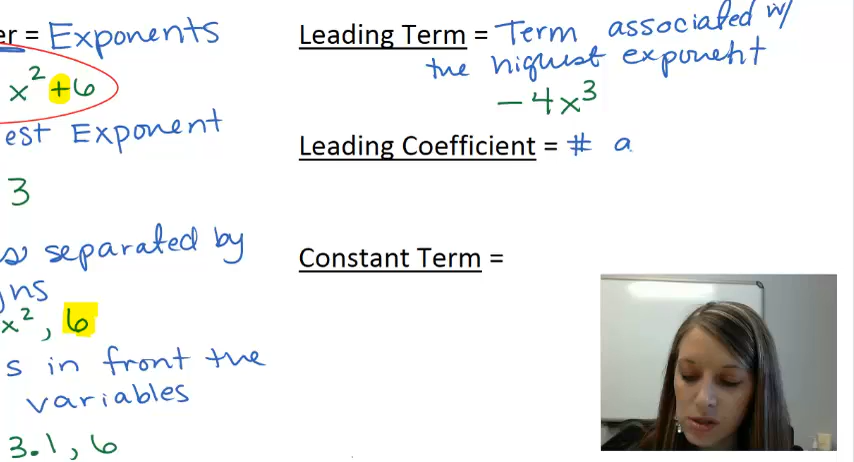 er = Exponents
x² + 6
est Exponent
3
separated by
ns
x², 6
s in front the
variables
3.1, 6
Leading Term = Term associated w/
the highest exponent
-4x³
Leading Coefficient = # a
Constant Term =